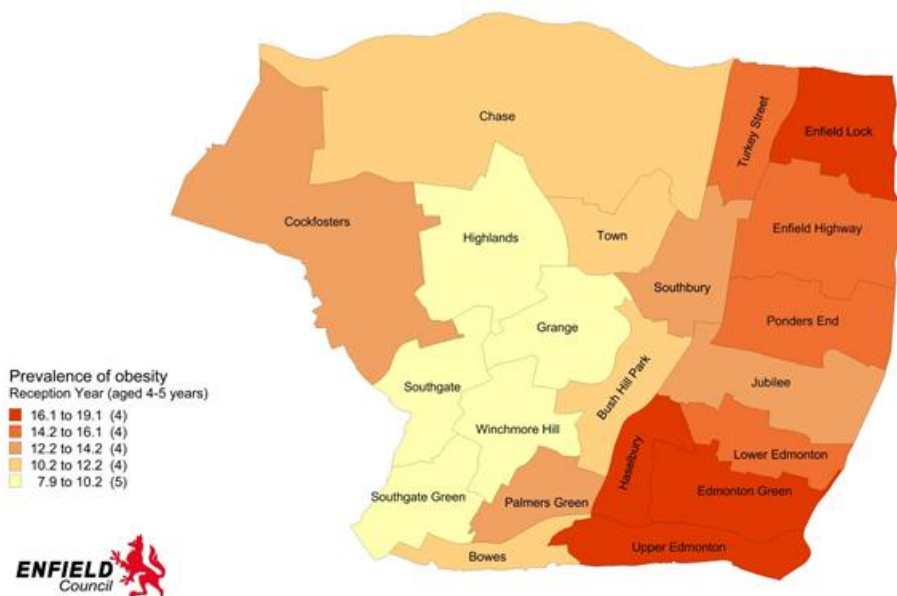 Chase
Turkey Street
Enfield Lock
Cockfosters
Highlands
Town
Enfield Highway
Southbury
Grange
Ponders End
Prevalence of obesity
Reception Year (aged 4-5 years)
16.1 to 19.1 (4)
14.2 to 16.1 (4)
12.2 to 14.2 (4)
10.2 to 12.2 (4)
7.9 to 10.2 (5)
Southgate
Bush Hill Park
Jubilee
Winchmore Hill
Haselbury
Lower Edmonton
Southgate Green
Palmers Green
Edmonton Green
Bowes
Upper Edmonton
ENFIELD
Council